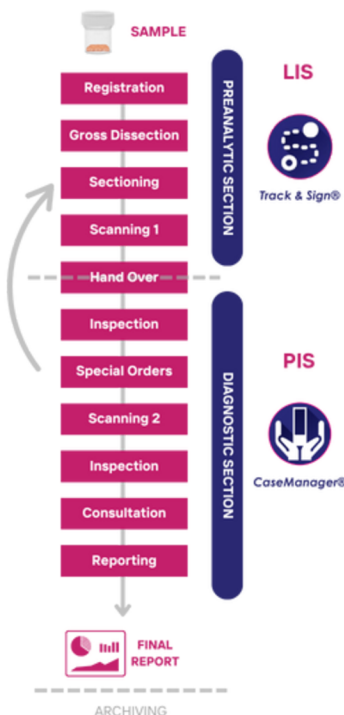 SAMPLE
Registration
Gross Dissection
Sectioning
Scanning 1
Hand Over
Inspection
Special Orders
Scanning 2
Inspection
Consultation
Reporting
FINAL
REPORT
ARCHIVING
PREANALYTIC SECTION
DIAGNOSTIC SECTION
LIS
Track & Sign®
PIS
CaseManager®